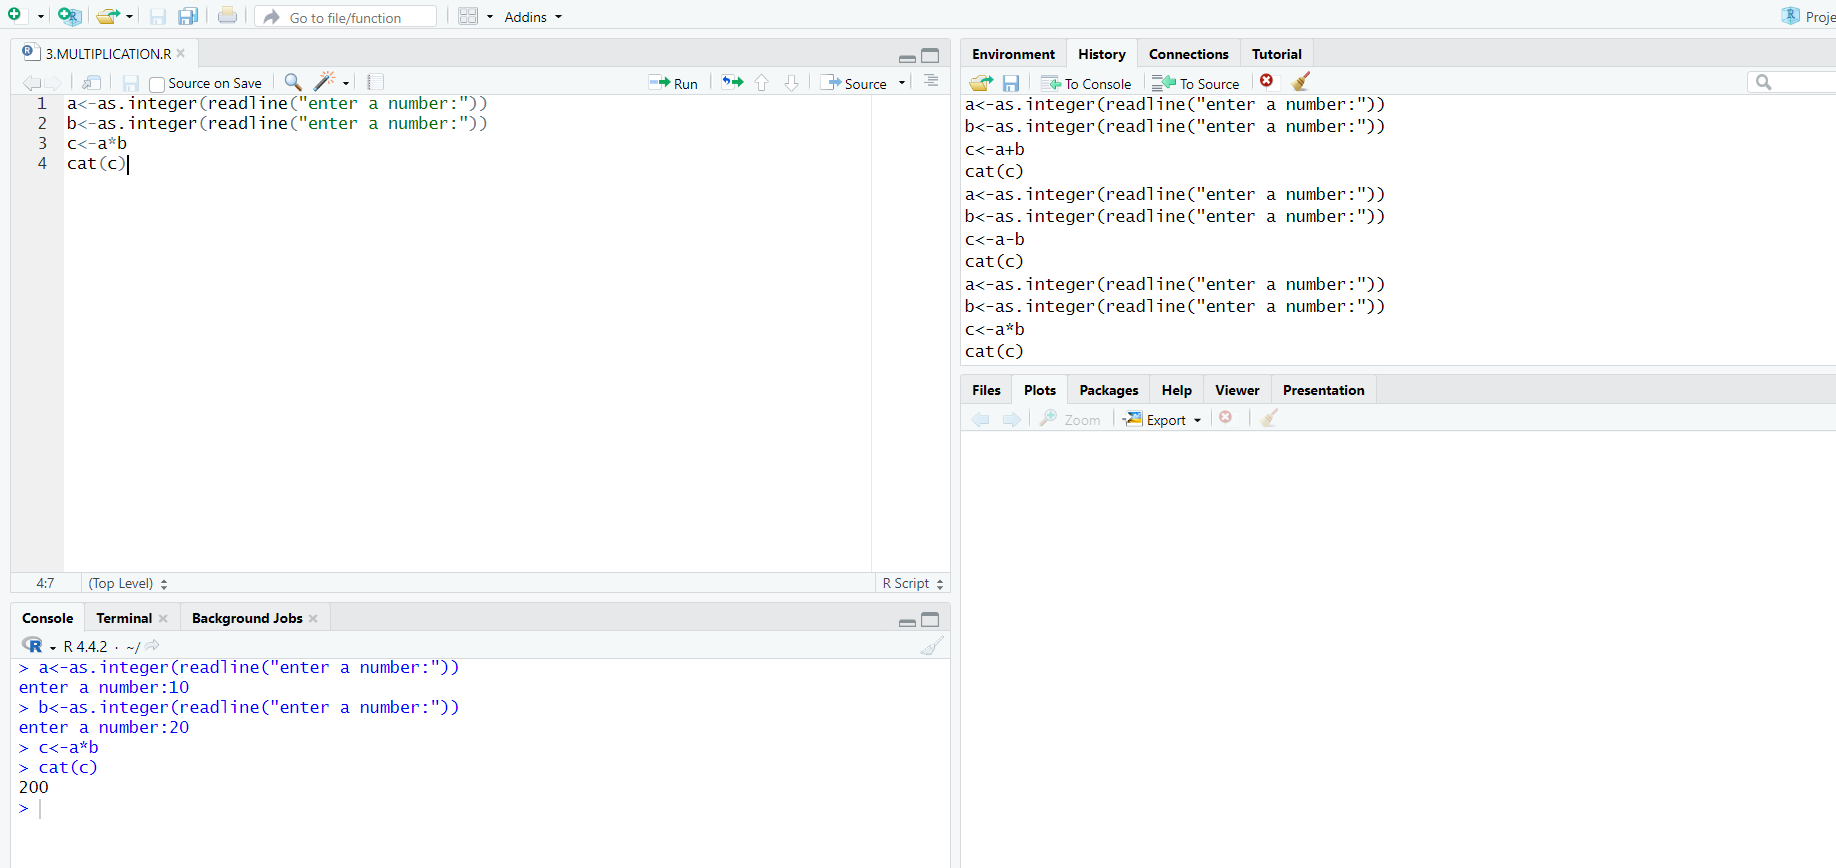 Go to file/function
Addins
Proje
3.MULTIPLICATION.R
Source on Save
Run
Source
1 a<-as.integer(readline("enter a number:"))
2 b<-as.integer(readline("enter a number:"))
3 c<-a*b
4 cat(c)
4:7
(Top Level)
R Script
Console
Terminal
Background Jobs
R 4.4.2 · ~/
> a<-as.integer(readline("enter a number:"))
enter a number:10
> b<-as.integer(readline("enter a number:"))
enter a number:20
> c<-a*b
> cat(c)
200
>
Environment
History
Connections
Tutorial
To Console
To Source
a<-as.integer(readline("enter a number:"))
b<-as.integer(readline("enter a number:"))
c<-a+b
cat(c)
a<-as.integer(readline("enter a number:"))
b<-as.integer(readline("enter a number:"))
c<-a-b
cat(c)
a<-as.integer(readline("enter a number:"))
b<-as.integer(readline("enter a number:"))
c<-a*b
cat(c)
Files
Plots
Packages
Help
Viewer
Presentation
Zoom
Export